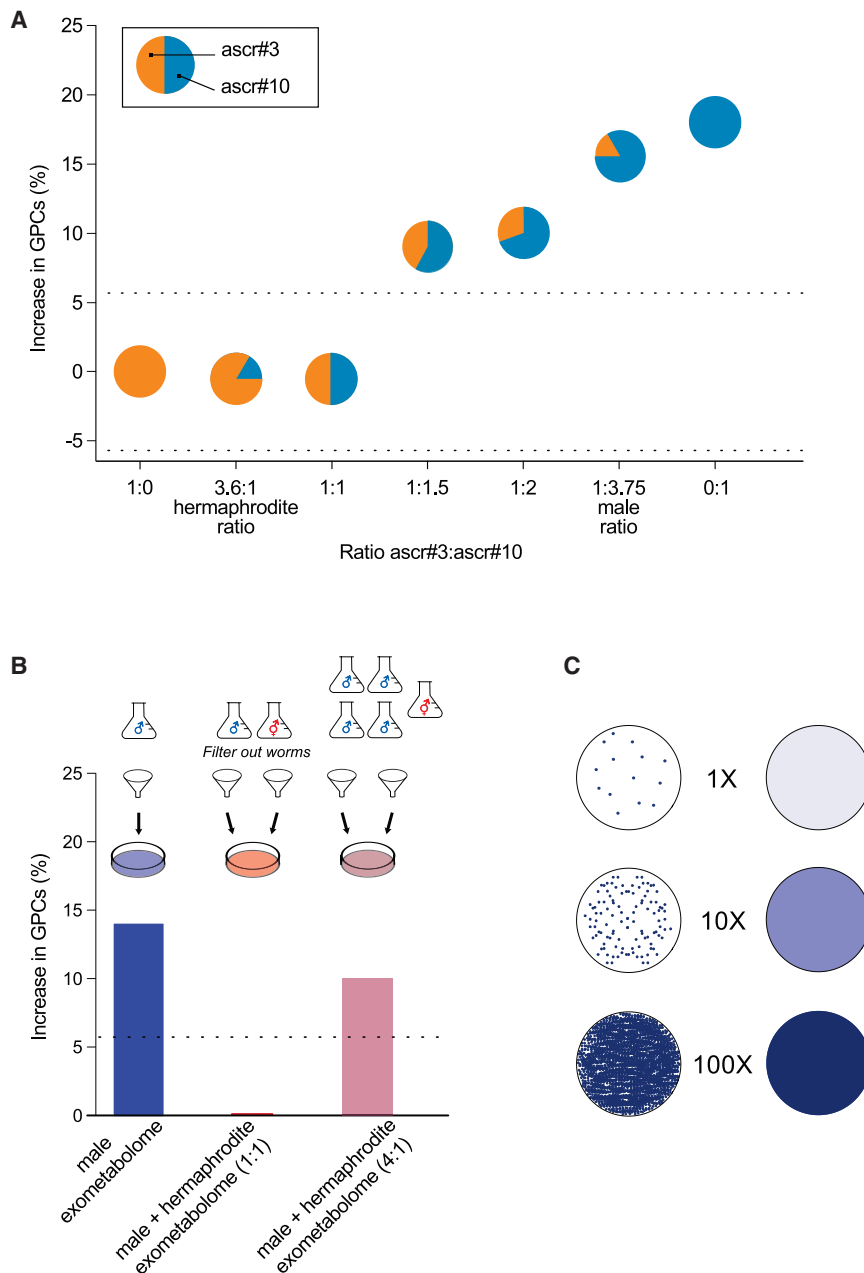 A
ascr#3
ascr#10
Increase in GPCs (%)
25
20
15
10
5
0
-5
1:0
3.6:1
hermaphrodite
ratio
1:1
1:1.5
1:2
1:3.75
male
ratio
0:1
Ratio ascr#3:ascr#10
B
Filter out worms
Increase in GPCs (%)
25
20
15
10
5
0
male
exometabolome
male + hermaphrodite
exometabolome (1:1)
male + hermaphrodite
exometabolome (4:1)
C
1X
10X
100X